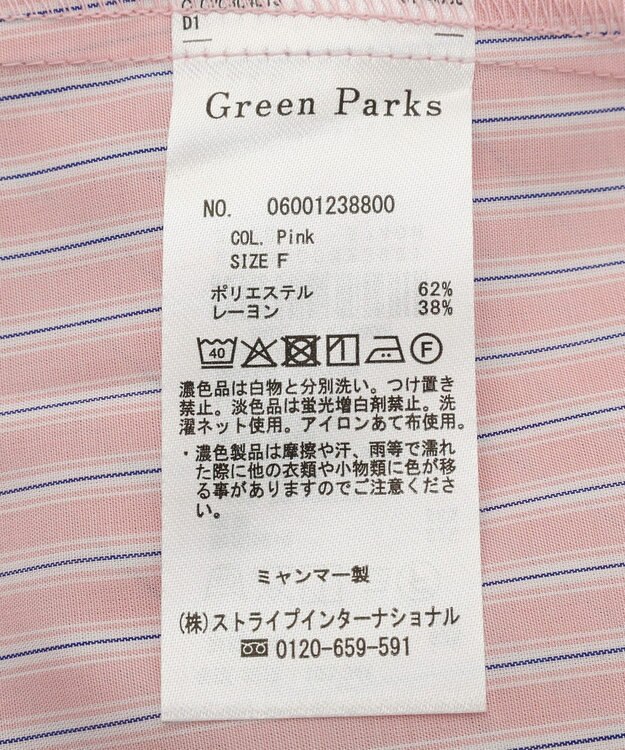 D1
Green Parks
NO. 06001238800
COL. Pink
SIZE F
ポリエステル 62%
レーヨン 38%
40 F
濃色品は白物と分別洗い。つけ置き
禁止。淡色品は蛍光増白剤禁止。洗
濯ネット使用。アイロンあて布使用。
・濃色製品は摩擦や汗、雨等で濡れ
た際に他の衣類や小物類に色が移
る事がありますのでご注意くださ
い。
ミャンマー製
(株)ストライプインターナショナル
0120-659-591